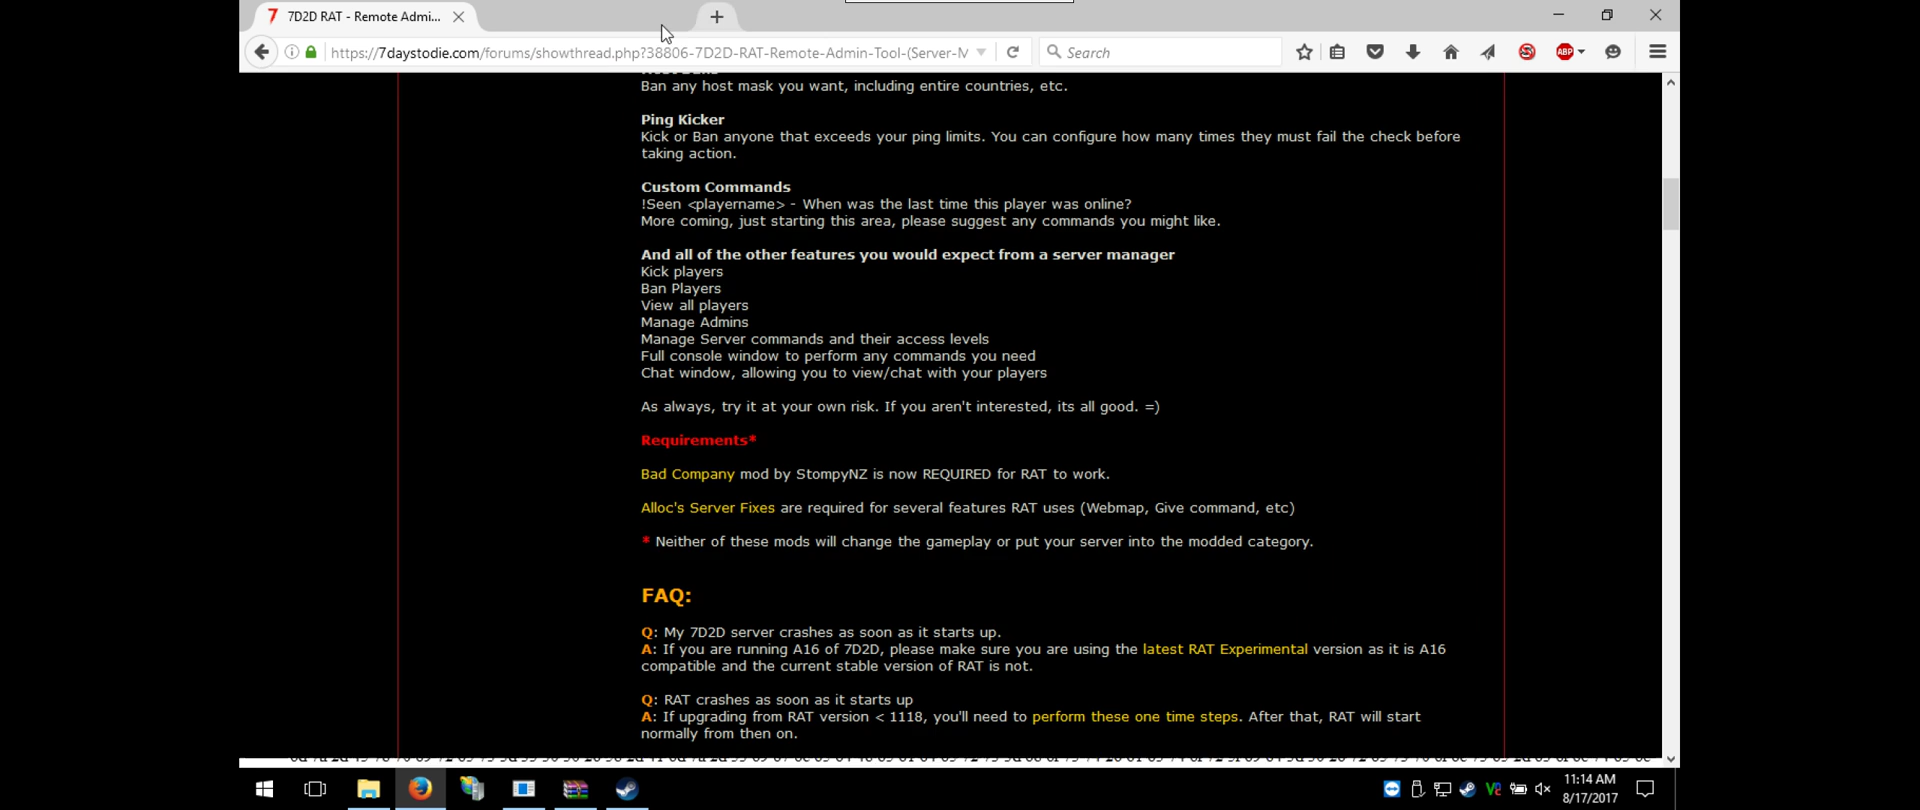 7D2D RAT - Remote Admi...
https://7daystodie.com/forums/showthread.php?38806-7D2D-RAT-Remote-Admin-Tool-(Server-M
Search
ABP
Ban any host mask you want, including entire countries, etc.
Ping Kicker
Kick or Ban anyone that exceeds your ping limits. You can configure how many times they must fail the check before
taking action.
Custom Commands
!Seen <playername> - When was the last time this player was online?
More coming, just starting this area, please suggest any commands you might like.
And all of the other features you would expect from a server manager
Kick players
Ban Players
View all players
Manage Admins
Manage Server commands and their access levels
Full console window to perform any commands you need
Chat window, allowing you to view/chat with your players
As always, try it at your own risk. If you aren't interested, its all good. =)
Requirements*
Bad Company mod by StompyNZ is now REQUIRED for RAT to work.
Alloc's Server Fixes are required for several features RAT uses (Webmap, Give command, etc)
* Neither of these mods will change the gameplay or put your server into the modded category.
FAQ:
Q: My 7D2D server crashes as soon as it starts up.
A: If you are running A16 of 7D2D, please make sure you are using the latest RAT Experimental version as it is A16
compatible and the current stable version of RAT is not.
Q: RAT crashes as soon as it starts up
A: If upgrading from RAT version < 1118, you'll need to perform these one time steps. After that, RAT will start
normally from then on.
11:14 AM
8/17/2017